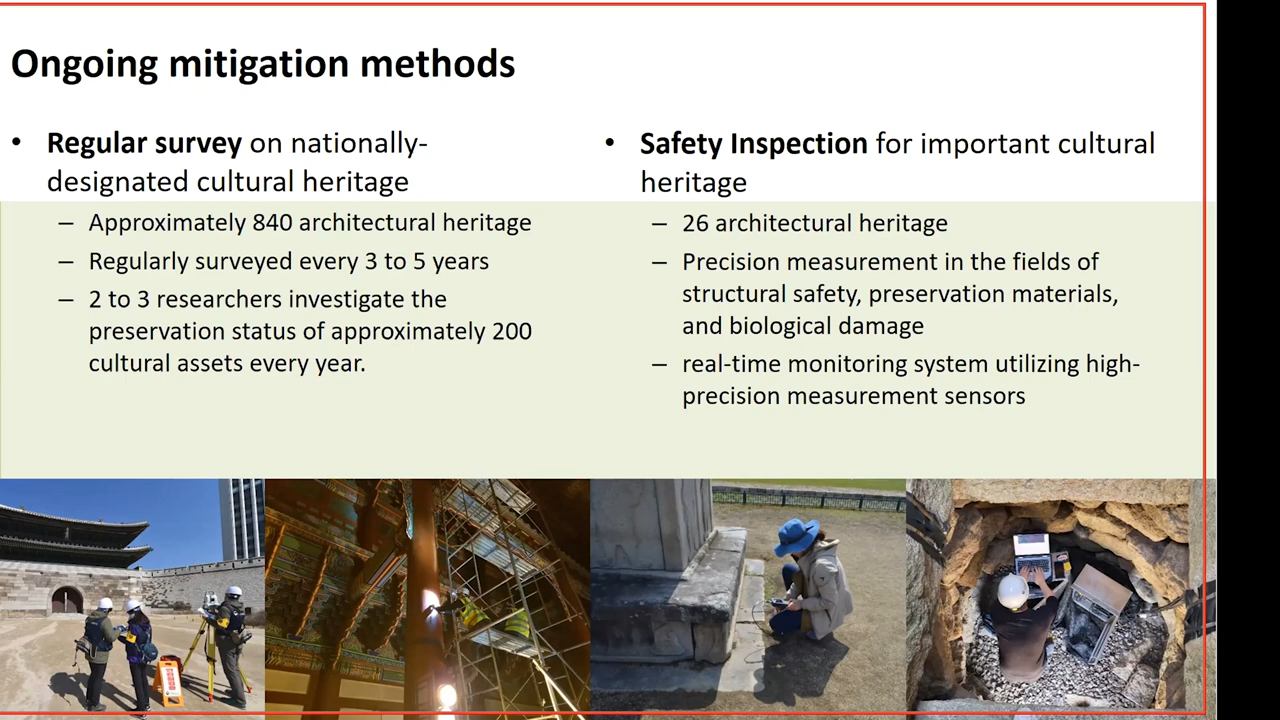 Ongoing mitigation methods
• Regular survey on nationally-
designated cultural heritage
– Approximately 840 architectural heritage
– Regularly surveyed every 3 to 5 years
– 2 to 3 researchers investigate the
preservation status of approximately 200
cultural assets every year.
• Safety Inspection for important cultural
heritage
– 26 architectural heritage
– Precision measurement in the fields of
structural safety, preservation materials,
and biological damage
– real-time monitoring system utilizing high-
precision measurement sensors